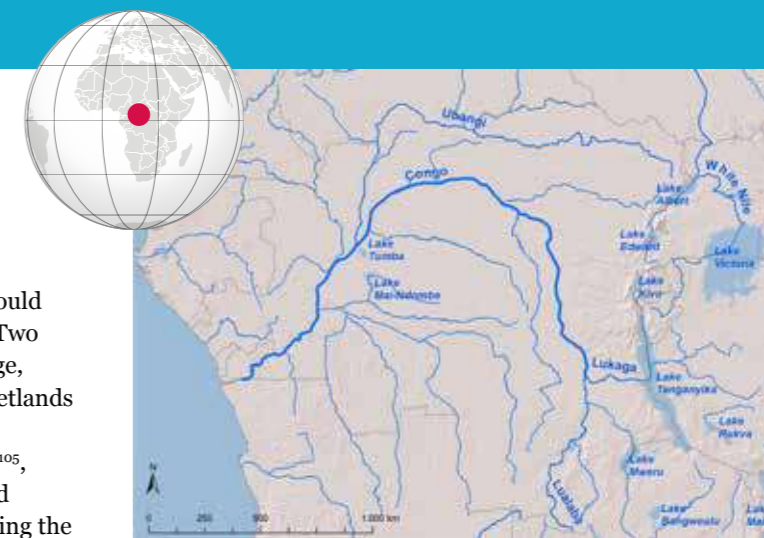 ould
Two
ge,
etlands
105,
d
ing the
Ubangi
Congo
White Nile
Lake
Albert
Lake
Edward
Lake
Victoria
Lake
Tumba
Lake
Mai-Ndombe
Lake
Kivu
Lukaga
Lake
Tanganyika
Lake
Rukva
Lake
Mweru
Lualaba
Lake
Bangweulu
N
0 250 500 1.000 km